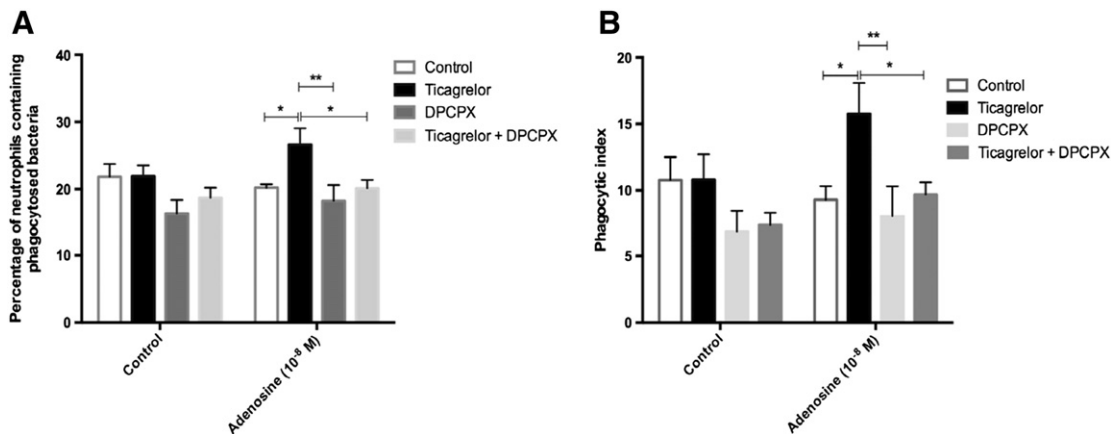 A
Percentage of neutrophils containing
phagocytosed bacteria
40
30
20
10
0
**
*
*
Control
Adenosine (10⁻⁸ M)
Control
Ticagrelor
DPCPX
Ticagrelor + DPCPX
B
Phagocytic index
20
15
10
5
0
**
*
*
Control
Adenosine (10⁻⁸ M)
Control
Ticagrelor
DPCPX
Ticagrelor + DPCPX